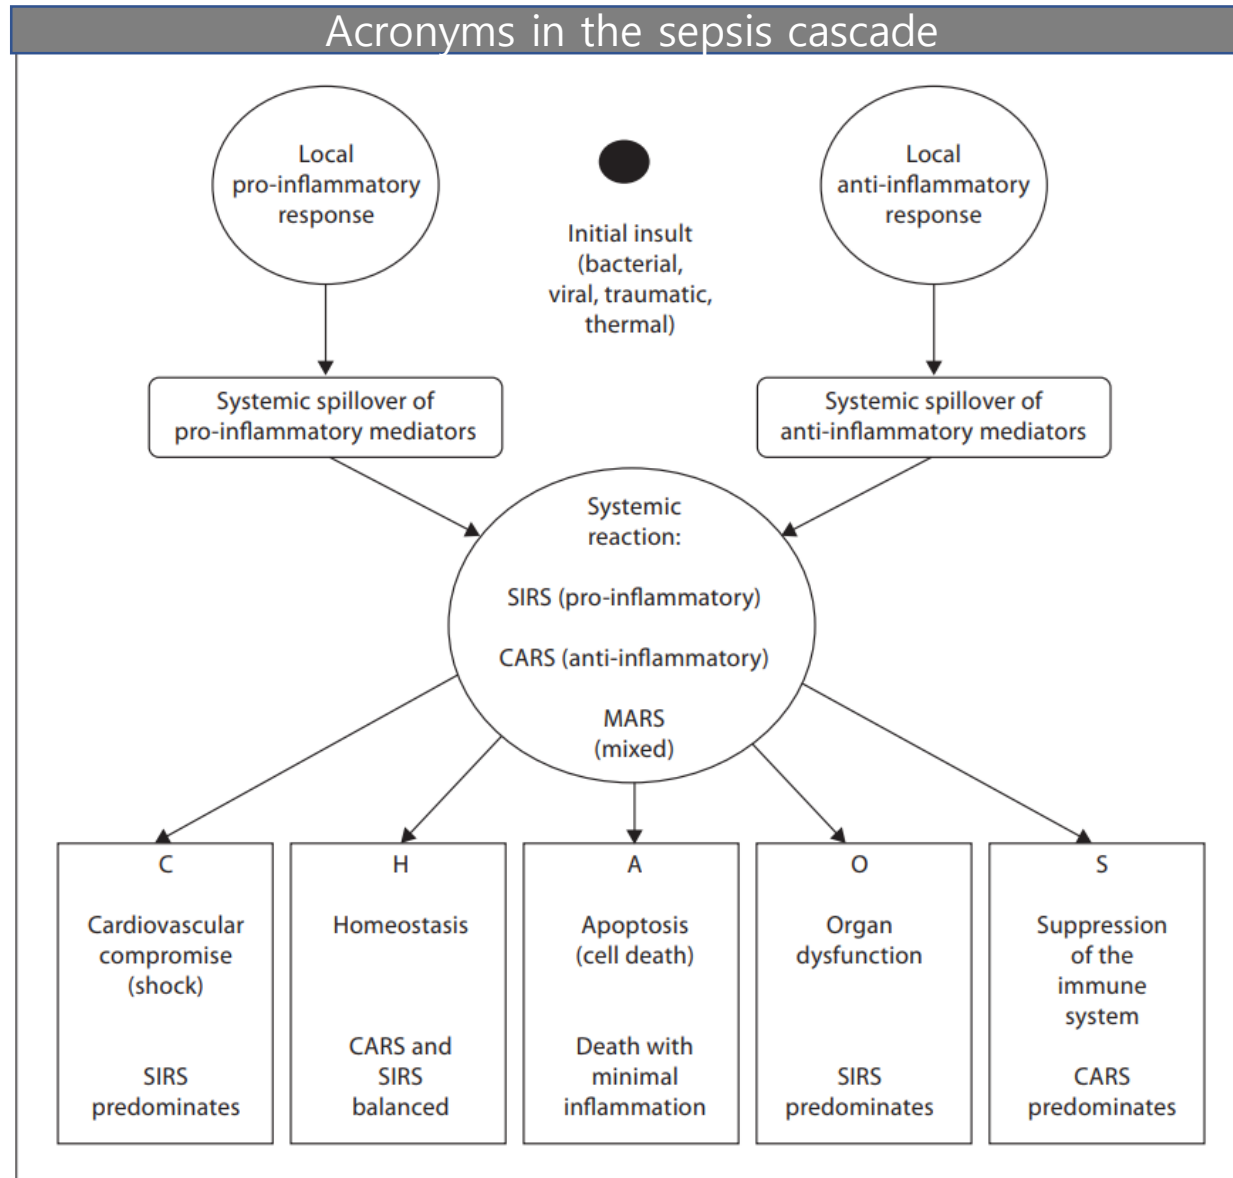 Acronyms in the sepsis cascade
Local
pro-inflammatory
response
Initial insult
(bacterial,
viral, traumatic,
thermal)
Local
anti-inflammatory
response
Systemic spillover of
pro-inflammatory mediators
Systemic spillover of
anti-inflammatory mediators
Systemic
reaction:
SIRS (pro-inflammatory)
CARS (anti-inflammatory)
MARS
(mixed)
C
Cardiovascular
compromise
(shock)
SIRS
predominates
H
Homeostasis
CARS and
SIRS
balanced
A
Apoptosis
(cell death)
Death with
minimal
inflammation
O
Organ
dysfunction
SIRS
predominates
S
Suppression
of the
immune
system
CARS
predominates